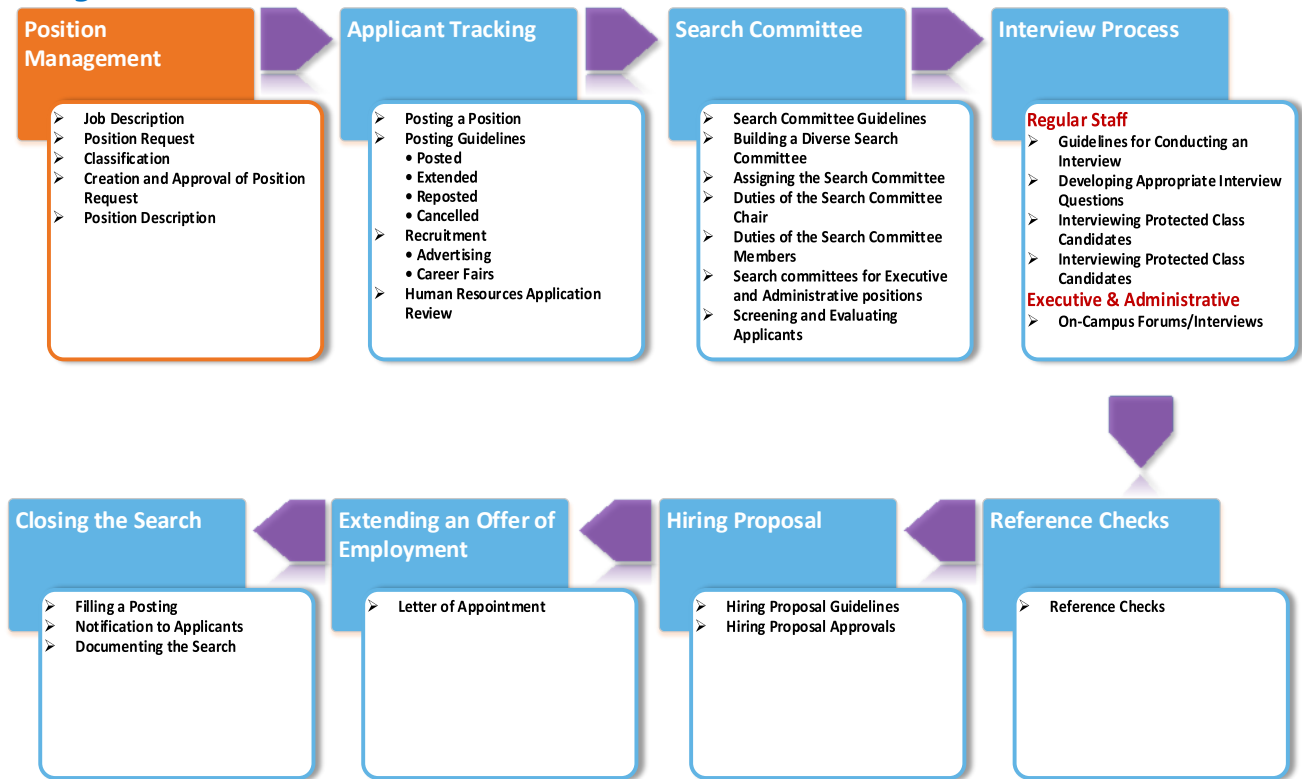 Position
Management
➢ Job Description
➢ Position Request
➢ Classification
➢ Creation and Approval of Position
Request
➢ Position Description
Applicant Tracking
➢ Posting a Position
➢ Posting Guidelines
• Posted
• Extended
• Reposted
• Cancelled
➢ Recruitment
• Advertising
• Career Fairs
➢ Human Resources Application
Review
Search Committee
➢ Search Committee Guidelines
➢ Building a Diverse Search
Committee
➢ Assigning the Search Committee
➢ Duties of the Search Committee
Chair
➢ Duties of the Search Committee
Members
➢ Search committees for Executive
and Administrative positions
➢ Screening and Evaluating
Applicants
Interview Process
Regular Staff
➢ Guidelines for Conducting an
Interview
➢ Developing Appropriate Interview
Questions
➢ Interviewing Protected Class
Candidates
➢ Interviewing Protected Class
Candidates
Executive & Administrative
➢ On-Campus Forums/Interviews
Reference Checks
➢ Reference Checks
Hiring Proposal
➢ Hiring Proposal Guidelines
➢ Hiring Proposal Approvals
Extending an Offer of
Employment
➢ Letter of Appointment
Closing the Search
➢ Filling a Posting
➢ Notification to Applicants
➢ Documenting the Search